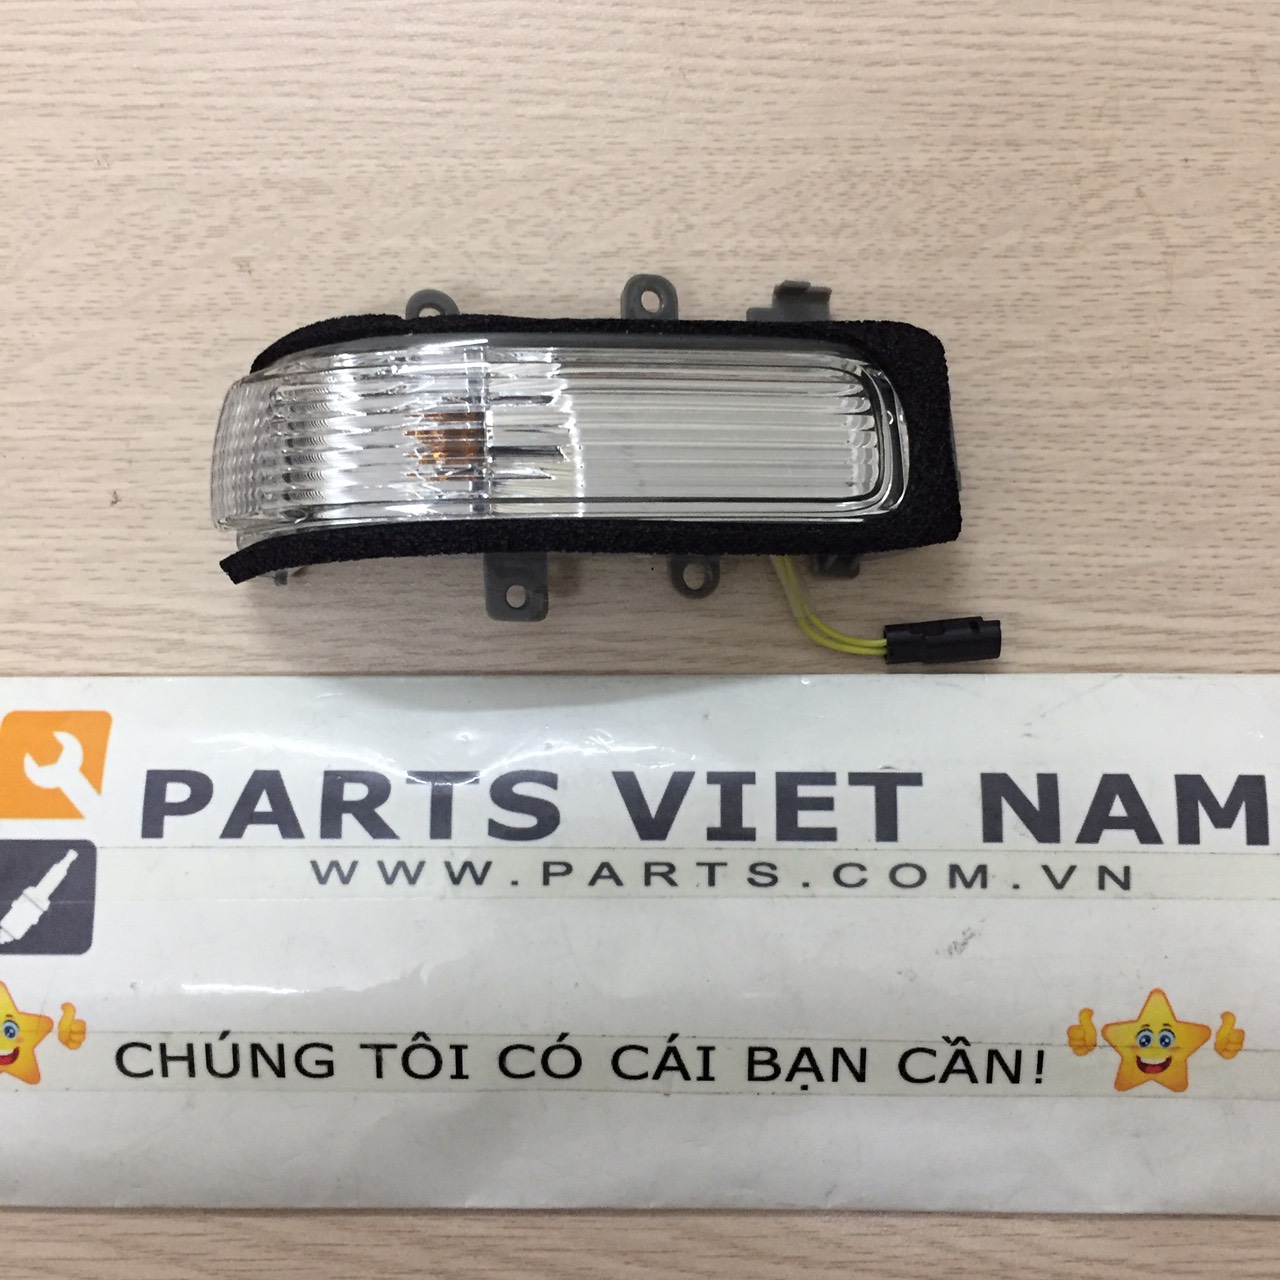 PARTS VIET NAM
WWW.PARTS.COM.VN
CHÚNG TÔI CÓ CÁI BẠN CẦN!